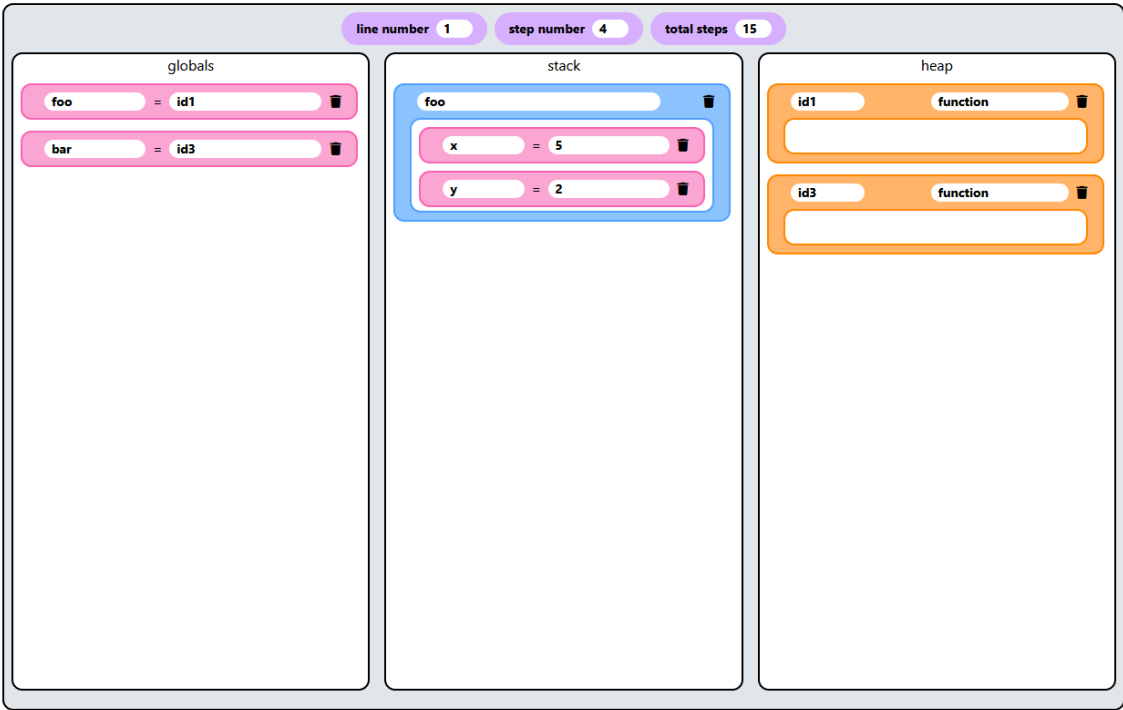 line number 1 step number 4 total steps 15
globals
foo = id1
bar = id3
stack
foo
x = 5
y = 2
heap
id1 function
id3 function